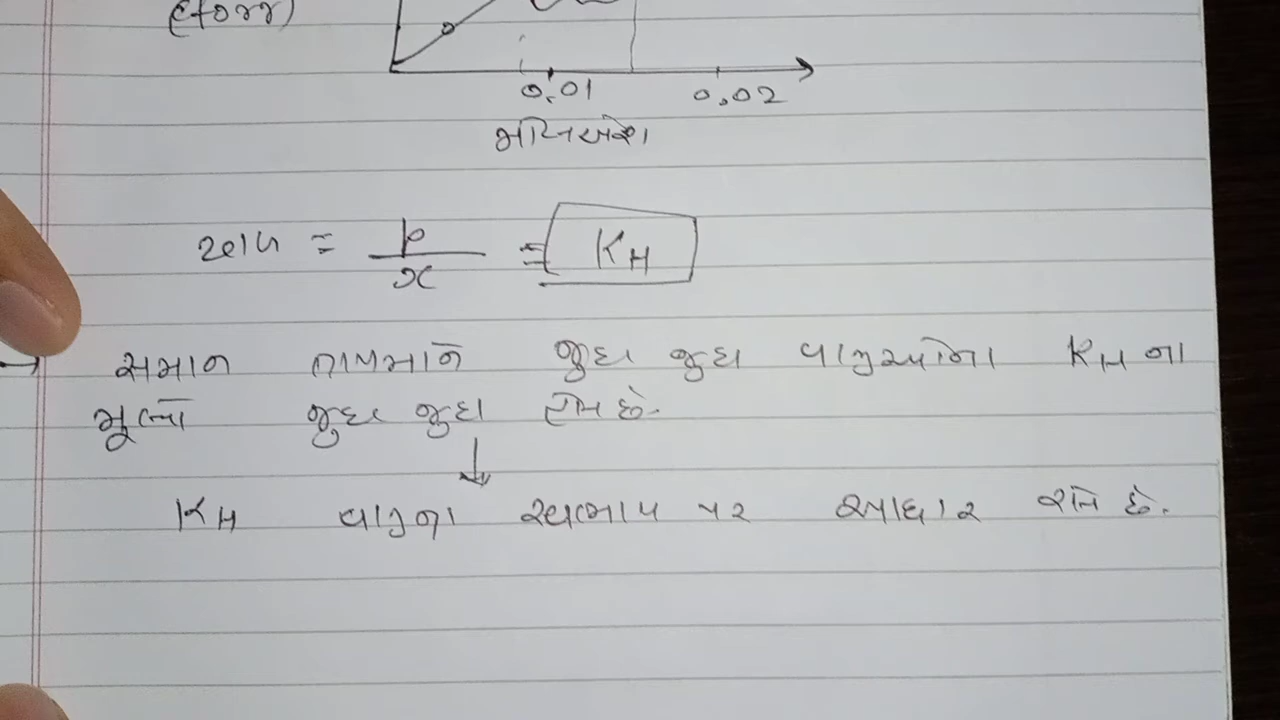 (torr)
0.01 0.02
મોલઅંશ
ઢાળ = p/x = KH
→ સમાન તાપમાને જુદા જુદા વાયુઓના KH ના
મૂલ્યો જુદા જુદા હોય છે.
↓
KH વાયુના સ્વભાવ પર આધાર રાખે છે.